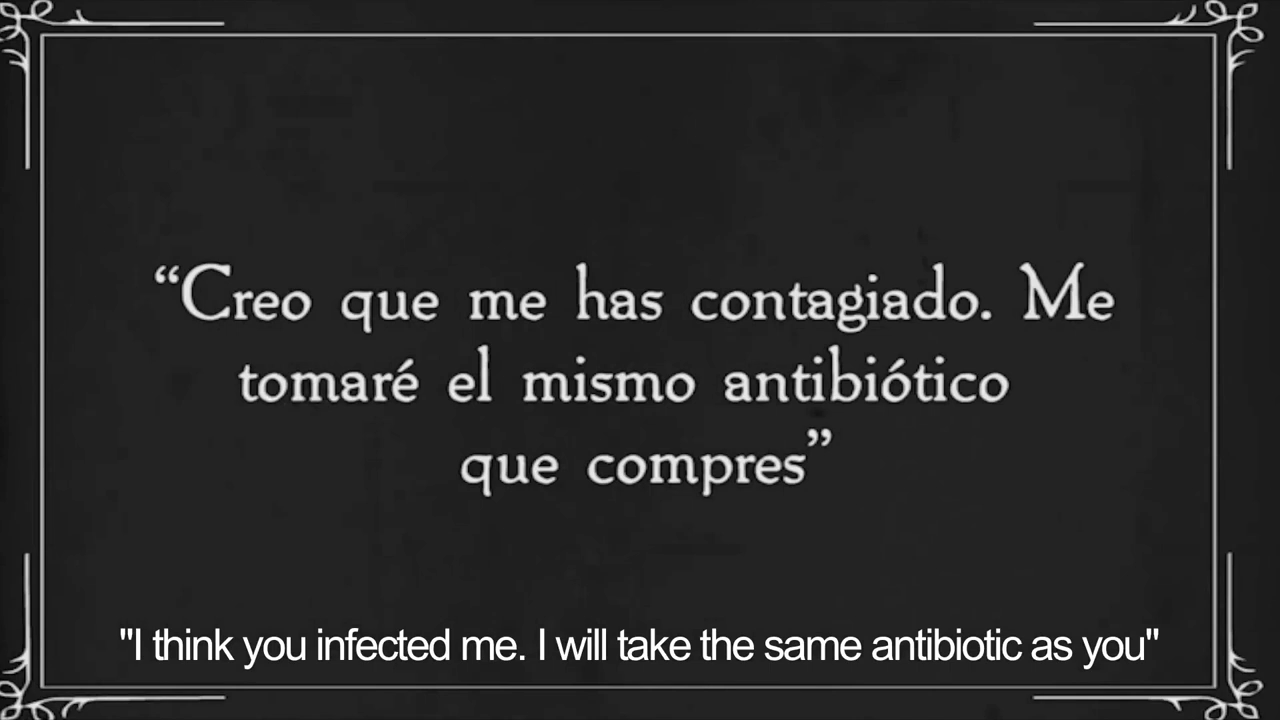 “Creo que me has contagiado. Me
tomaré el mismo antibiótico
que compres”
"I think you infected me. I will take the same antibiotic as you"